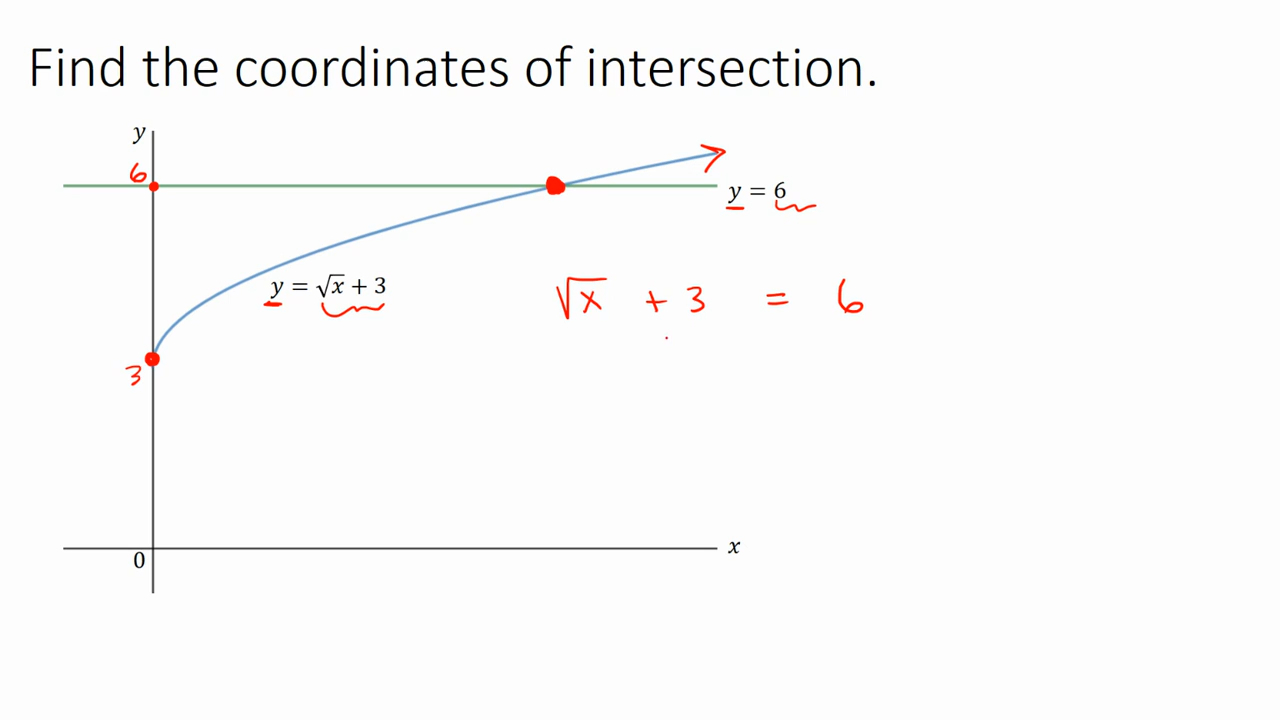 Find the coordinates of intersection.
y
6
y = 6
y = √x + 3
√x + 3 = 6
3
x
0